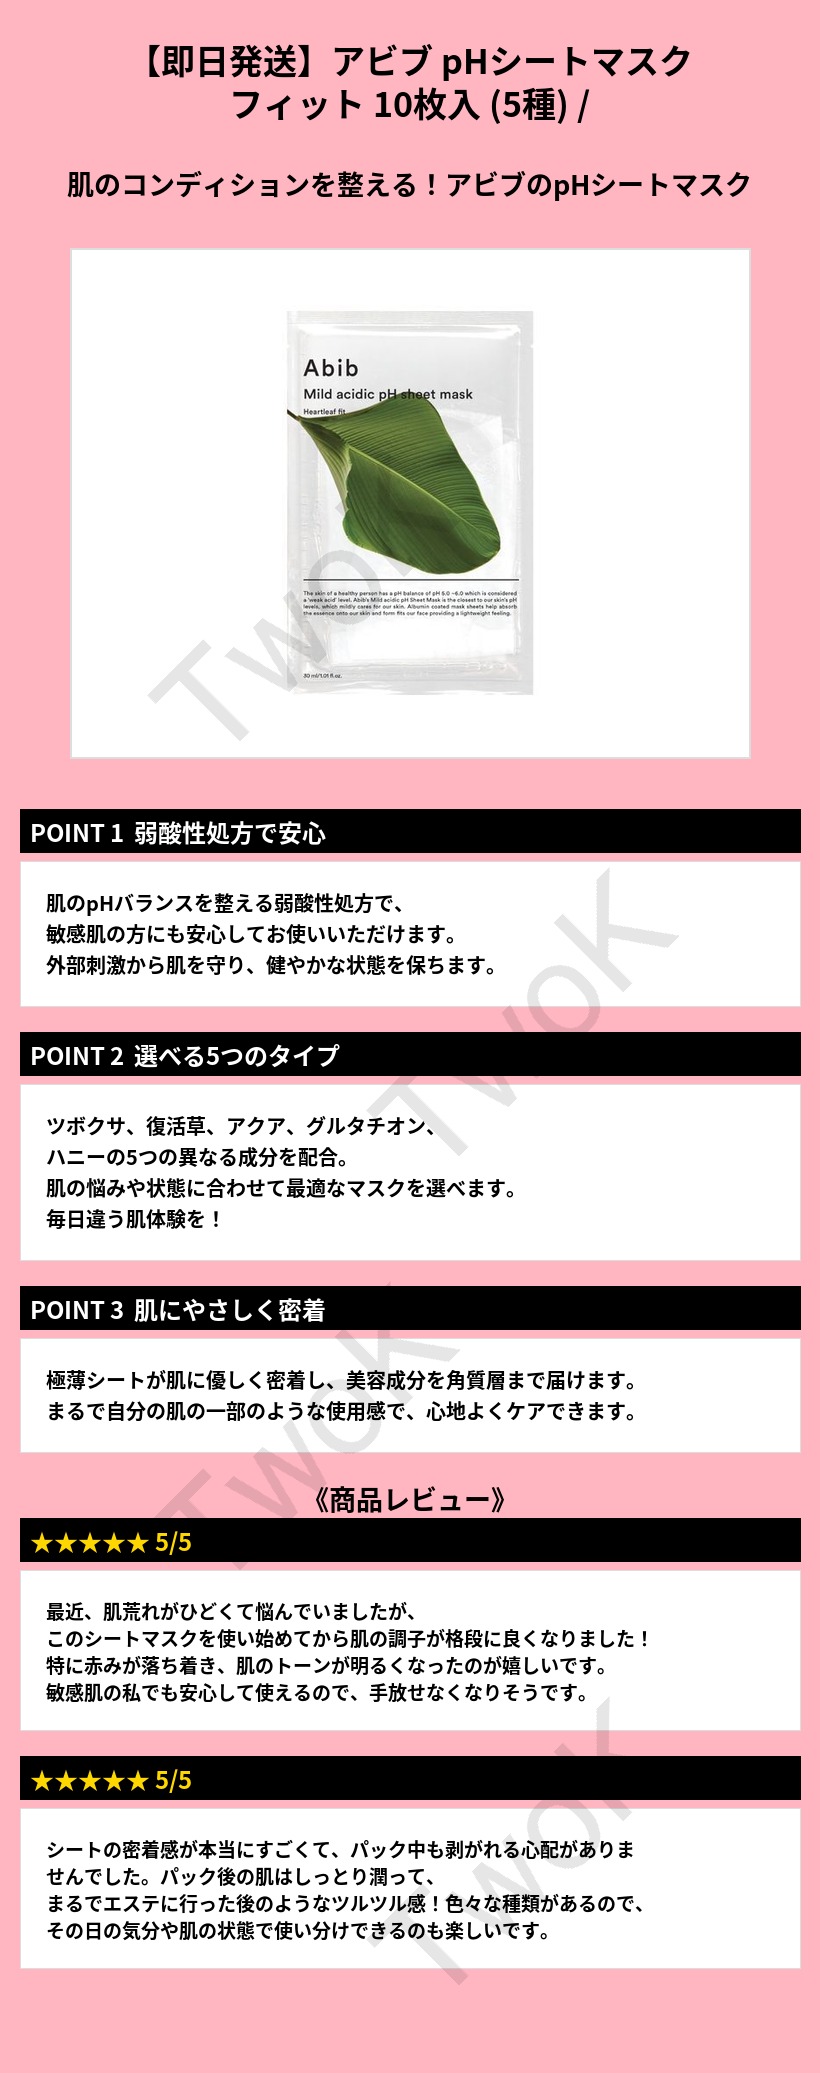 【即日発送】アビブ pHシートマスク
フィット 10枚入 (5種) /
肌のコンディションを整える！アビブのpHシートマスク
Abib
Mild acidic pH sheet mask
Heartleaf fit
The skin of a healthy person has a pH balance of pH 5.0 ~6.0 which is considered
a 'weak acid' level. Abib's Mild acidic pH Sheet Mask is the closest to our skin's pH
levels, which mildly cares for our skin. Albumin coated mask sheets help absorb
the essence onto our skin and form fits our face providing a lightweight feeling.
30 ml/1.01 fl.oz.
TwoK
POINT 1 弱酸性処方で安心
肌のpHバランスを整える弱酸性処方で、
敏感肌の方にも安心してお使いいただけます。
外部刺激から肌を守り、健やかな状態を保ちます。
TwoK
POINT 2 選べる5つのタイプ
ツボクサ、復活草、アクア、グルタチオン、
ハニーの5つの異なる成分を配合。
肌の悩みや状態に合わせて最適なマスクを選べます。
毎日違う肌体験を！
POINT 3 肌にやさしく密着
極薄シートが肌に優しく密着し、美容成分を角質層まで届けます。
まるで自分の肌の一部のような使用感で、心地よくケアできます。
TwoK
《商品レビュー》
★★★★★ 5/5
最近、肌荒れがひどくて悩んでいましたが、
このシートマスクを使い始めてから肌の調子が格段に良くなりました！
特に赤みが落ち着き、肌のトーンが明るくなったのが嬉しいです。
敏感肌の私でも安心して使えるので、手放せなくなりそうです。
★★★★★ 5/5
シートの密着感が本当にすごくて、パック中も剥がれる心配がありま
せんでした。パック後の肌はしっとり潤って、
まるでエステに行った後のようなツルツル感！色々な種類があるので、
その日の気分や肌の状態で使い分けできるのも楽しいです。
TwoK